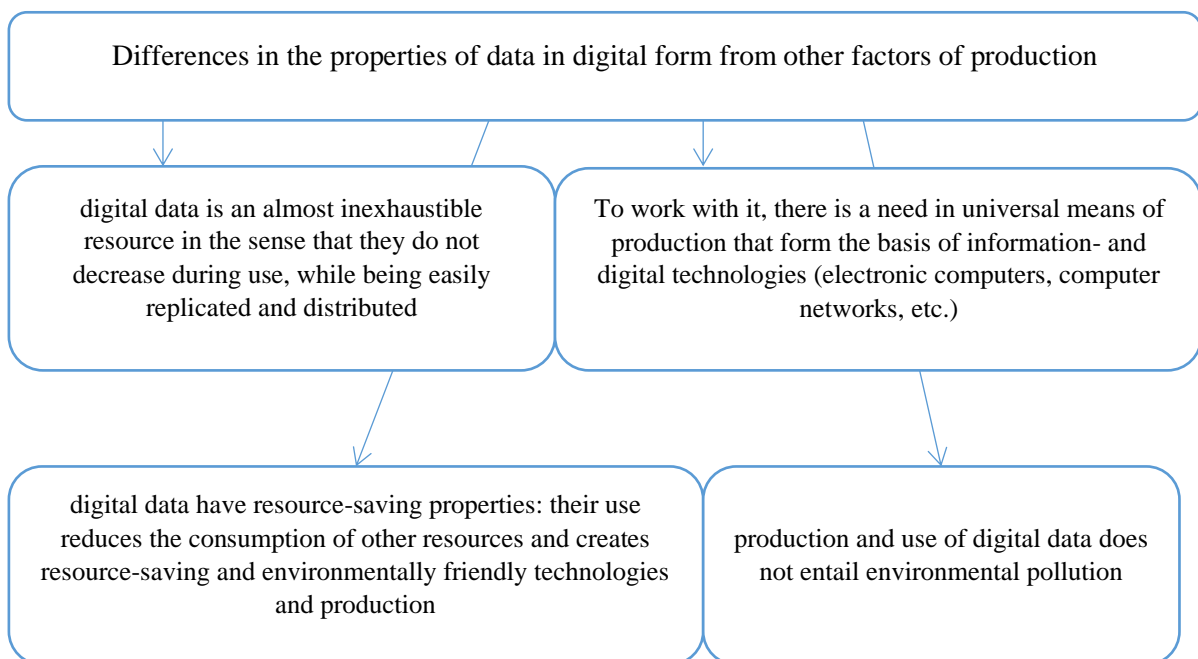 Differences in the properties of data in digital form from other factors of production
digital data is an almost inexhaustible
resource in the sense that they do not
decrease during use, while being easily
replicated and distributed
To work with it, there is a need in universal means of
production that form the basis of information- and
digital technologies (electronic computers, computer
networks, etc.)
digital data have resource-saving properties: their use
reduces the consumption of other resources and creates
resource-saving and environmentally friendly technologies
and production
production and use of digital data does
not entail environmental pollution